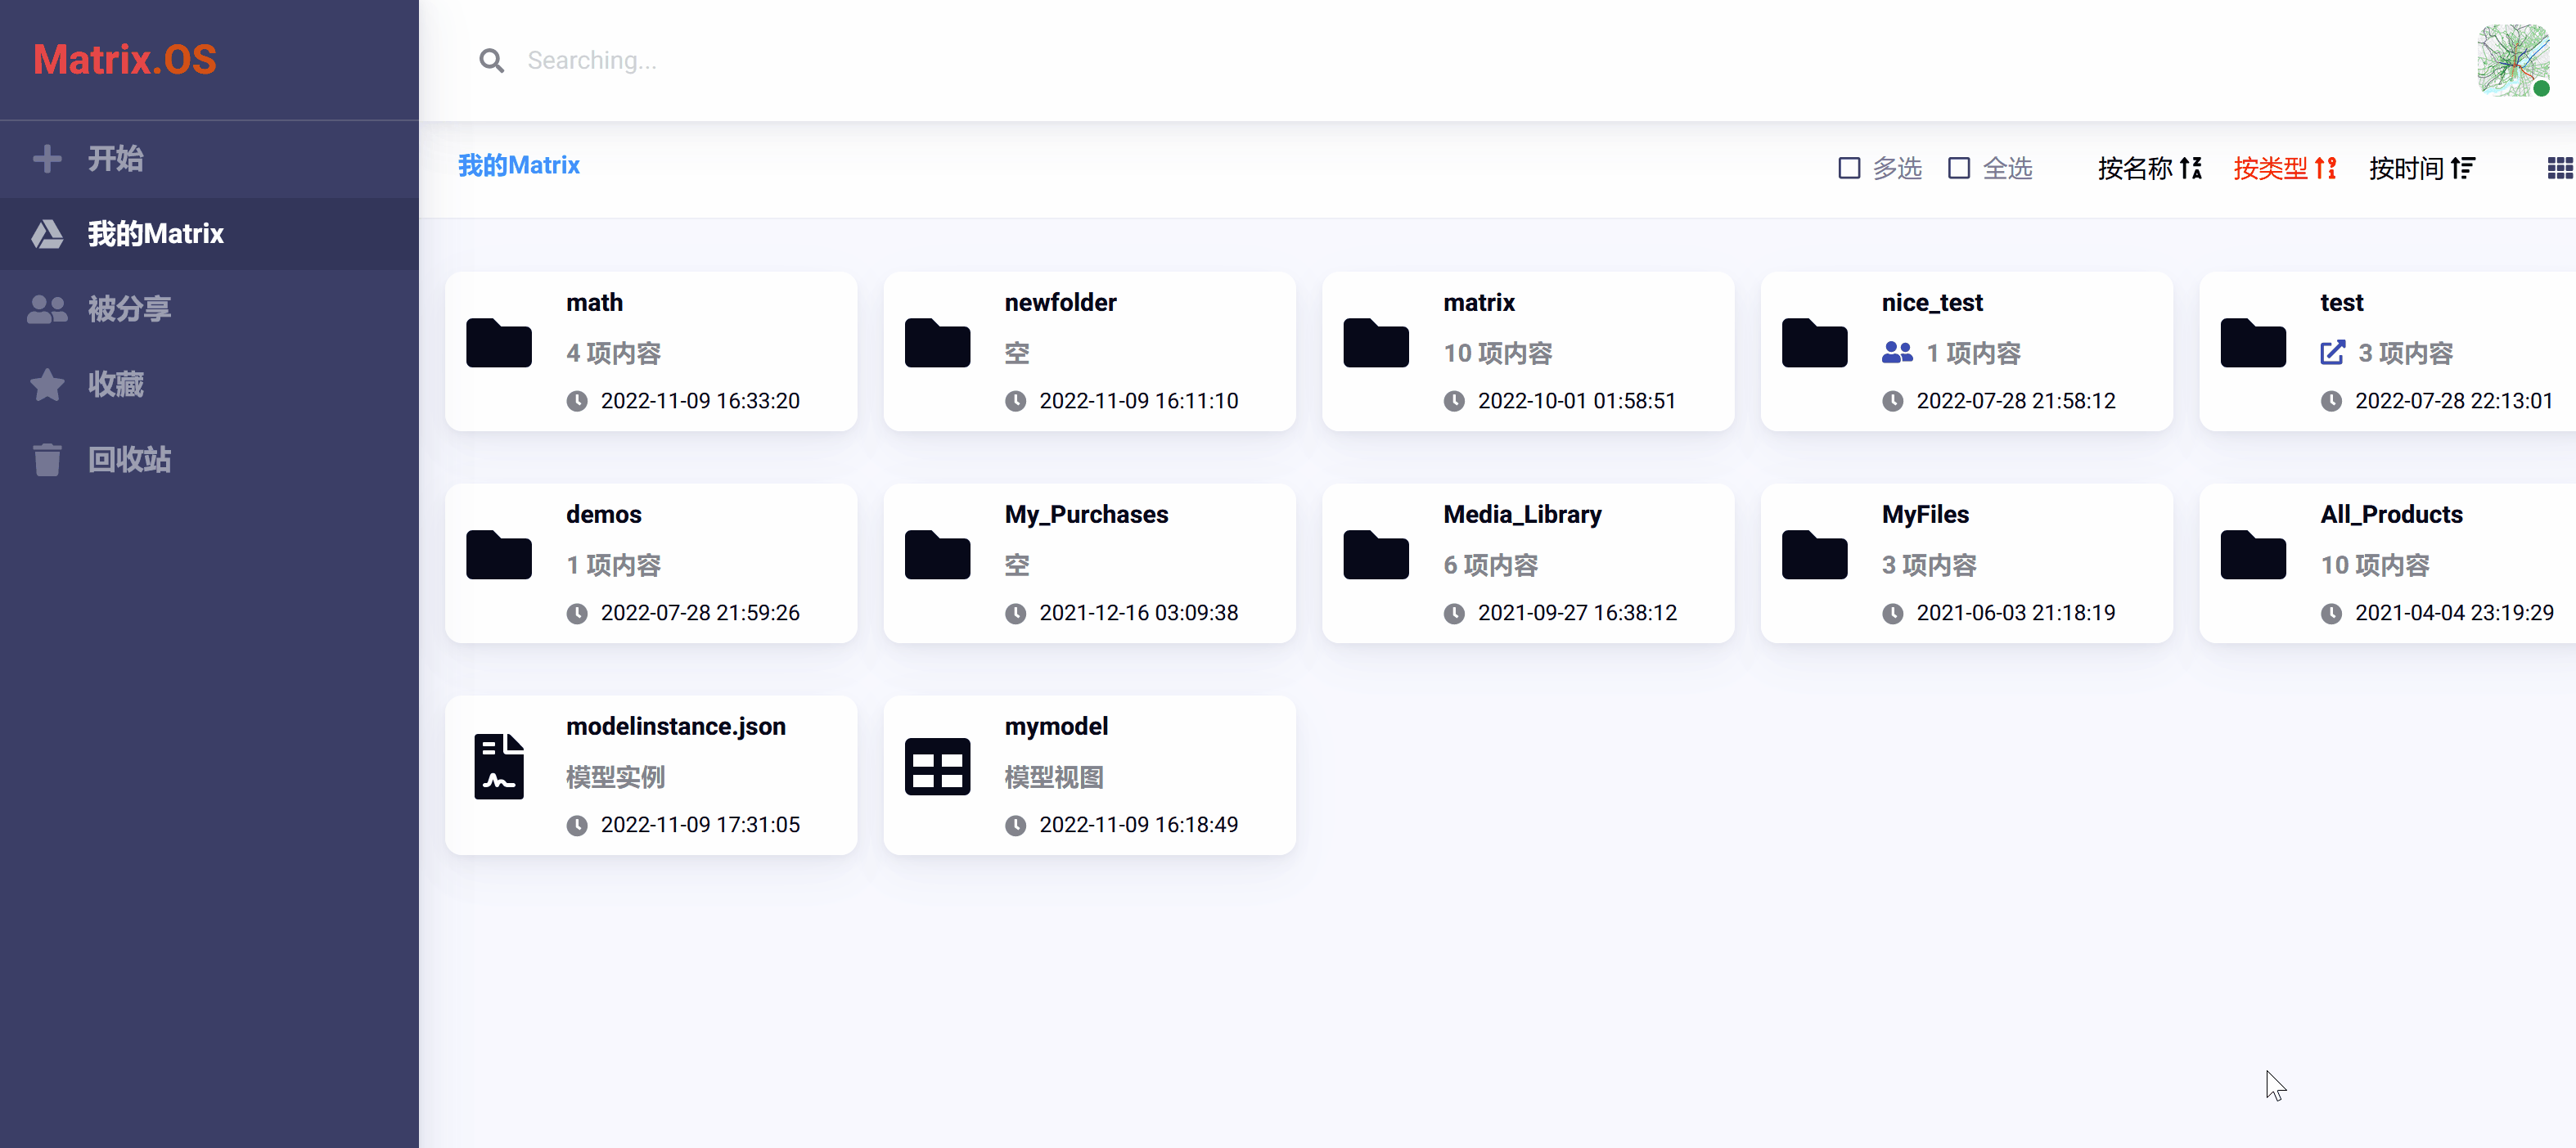 Matrix.OS
Searching...
开始
我的Matrix
被分享
收藏
回收站
我的Matrix
多选 全选 按名称 按类型 按时间
math
4 项内容
2022-11-09 16:33:20
newfolder
空
2022-11-09 16:11:10
matrix
10 项内容
2022-10-01 01:58:51
nice_test
1 项内容
2022-07-28 21:58:12
test
3 项内容
2022-07-28 22:13:01
demos
1 项内容
2022-07-28 21:59:26
My_Purchases
空
2021-12-16 03:09:38
Media_Library
6 项内容
2021-09-27 16:38:12
MyFiles
3 项内容
2021-06-03 21:18:19
All_Products
10 项内容
2021-04-04 23:19:29
modelinstance.json
模型实例
2022-11-09 17:31:05
mymodel
模型视图
2022-11-09 16:18:49